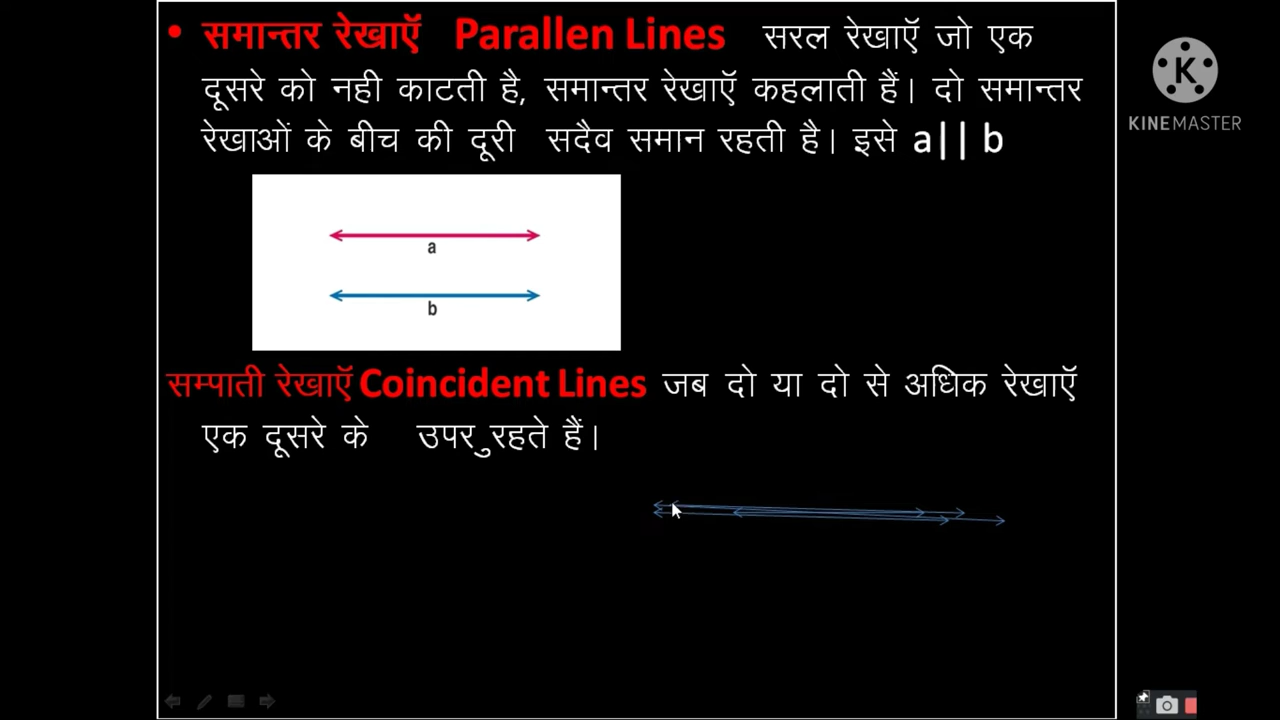 • समान्तर रेखाऍ Parallen Lines सरल रेखाऍ जो एक
दूसरे को नही काटती है, समान्तर रेखाऍ कहलाती हैं। दो समान्तर
रेखाओं के बीच की दूरी सदैव समान रहती है। इसे a|| b
a
b
सम्पाती रेखाऍ Coincident Lines जब दो या दो से अधिक रेखाऍ
एक दूसरे के उपर ुरहते हैं।
K
KINEMASTER